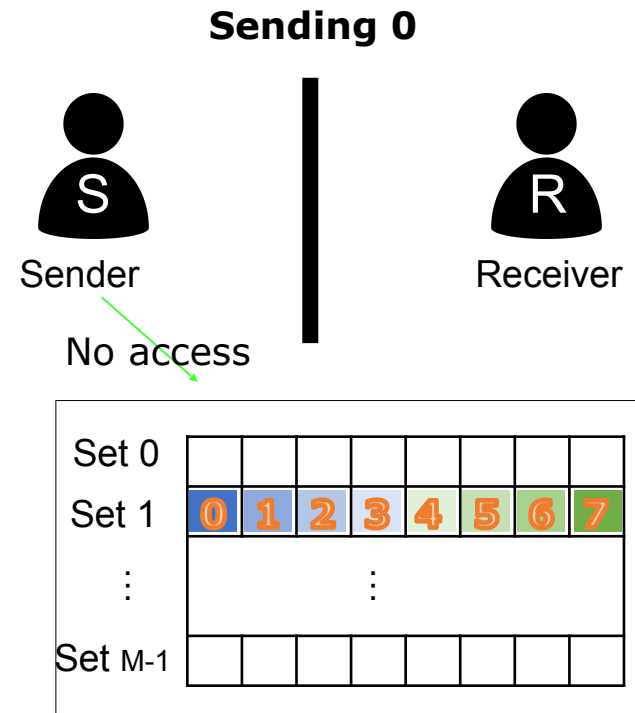 Sending 0
S R
Sender Receiver
No access
Set 0
Set 1 0 1 2 3 4 5 6 7
⋮ ⋮
Set M-1